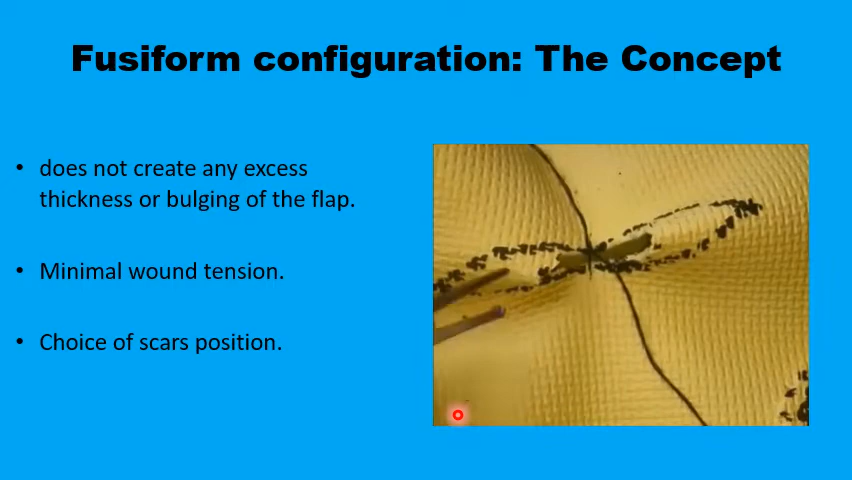 Fusiform configuration: The Concept
• does not create any excess
thickness or bulging of the flap.
• Minimal wound tension.
• Choice of scars position.